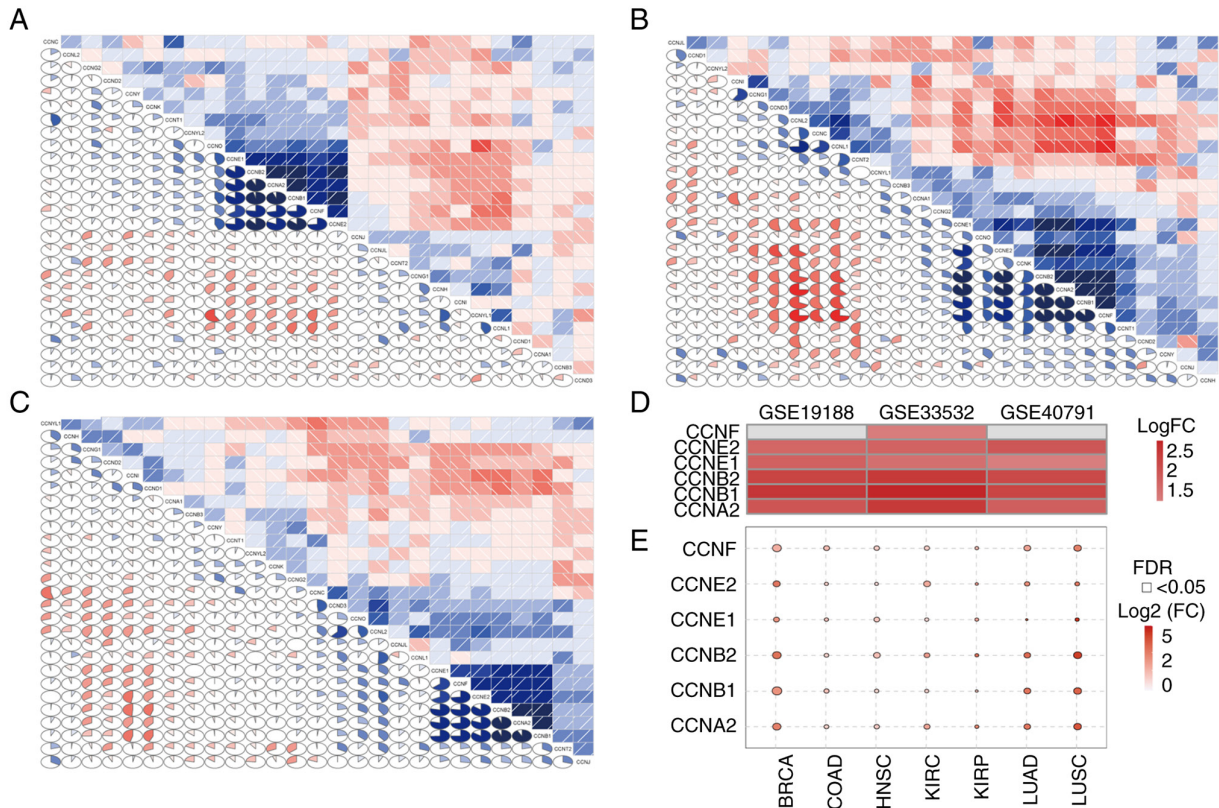 A
CCNC
CCNL2
CCNG2
CCND2
CCNY
CCNK
CCNT1
CCNYL2
CCNO
CCNE1
CCNB2
CCNA2
CCNB1
CCNF
CCNE2
CCNJ
CCNJL
CCNT2
CCNG1
CCNH
CCNI
CCNYL1
CCNL1
CCND1
CCNA1
CCNB3
CCND3
B
CCNJL
CCND1
CCNYL2
CCNI
CCNG1
CCND3
CCNL2
CCNC
CCNL1
CCNT2
CCNYL1
CCNB3
CCNA1
CCNG2
CCNE1
CCNO
CCNE2
CCNK
CCNB2
CCNA2
CCNB1
CCNF
CCNT1
CCND2
CCNY
CCNJ
CCNH
C
CCNYL1
CCNH
CCNG1
CCND2
CCNI
CCND1
CCNA1
CCNB3
CCNY
CCNT1
CCNYL2
CCNK
CCNG2
CCNC
CCND3
CCNO
CCNL2
CCNJL
CCNL1
CCNE1
CCNF
CCNE2
CCNB2
CCNA2
CCNB1
CCNT2
CCNJ
D
GSE19188 GSE33532 GSE40791
CCNF
CCNE2
CCNE1
CCNB2
CCNB1
CCNA2
LogFC
2.5
2
1.5
E
CCNF
CCNE2
CCNE1
CCNB2
CCNB1
CCNA2
BRCA COAD HNSC KIRC KIRP LUAD LUSC
FDR
<0.05
Log2 (FC)
5
4
2
0